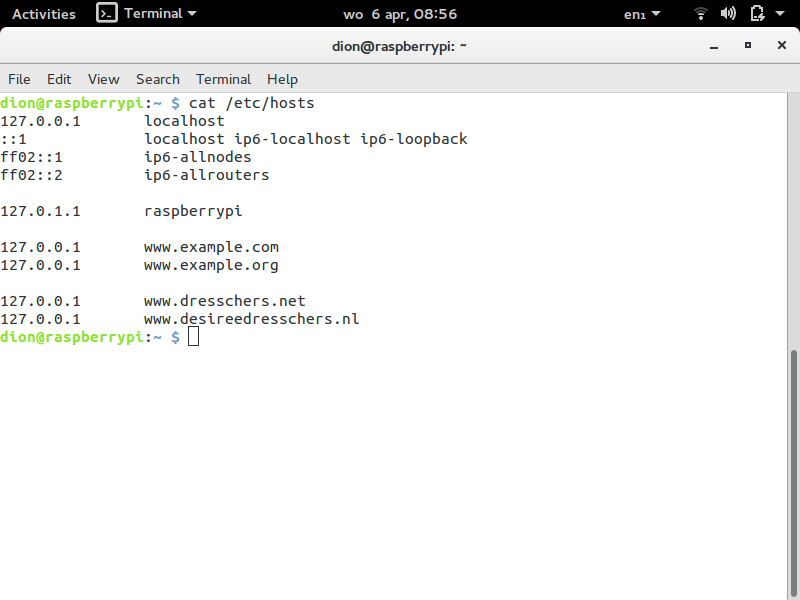 Activities Terminal wo 6 apr, 08:56 en₁
dion@raspberrypi: ~
File Edit View Search Terminal Help
dion@raspberrypi:~ $ cat /etc/hosts
127.0.0.1 localhost
::1 localhost ip6-localhost ip6-loopback
ff02::1 ip6-allnodes
ff02::2 ip6-allrouters
127.0.1.1 raspberrypi
127.0.0.1 www.example.com
127.0.0.1 www.example.org
127.0.0.1 www.dresschers.net
127.0.0.1 www.desireedresschers.nl
dion@raspberrypi:~ $